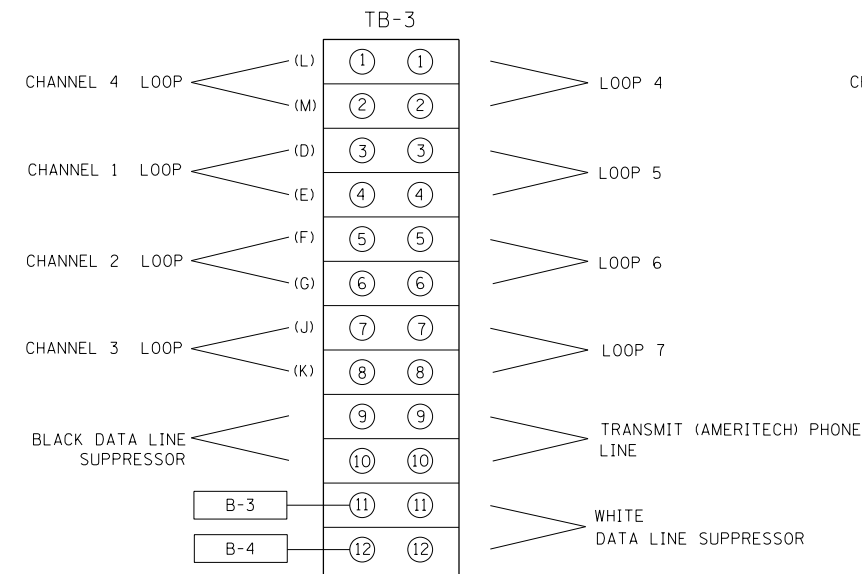 TB-3
CHANNEL 4 LOOP (L) 1 1 LOOP 4
(M) 2 2
CHANNEL 1 LOOP (D) 3 3 LOOP 5
(E) 4 4
CHANNEL 2 LOOP (F) 5 5 LOOP 6
(G) 6 6
CHANNEL 3 LOOP (J) 7 7 LOOP 7
(K) 8 8
BLACK DATA LINE
SUPPRESSOR
9 9
10 10
TRANSMIT (AMERITECH) PHONE
LINE
B-3 11 11
B-4 12 12
WHITE
DATA LINE SUPPRESSOR